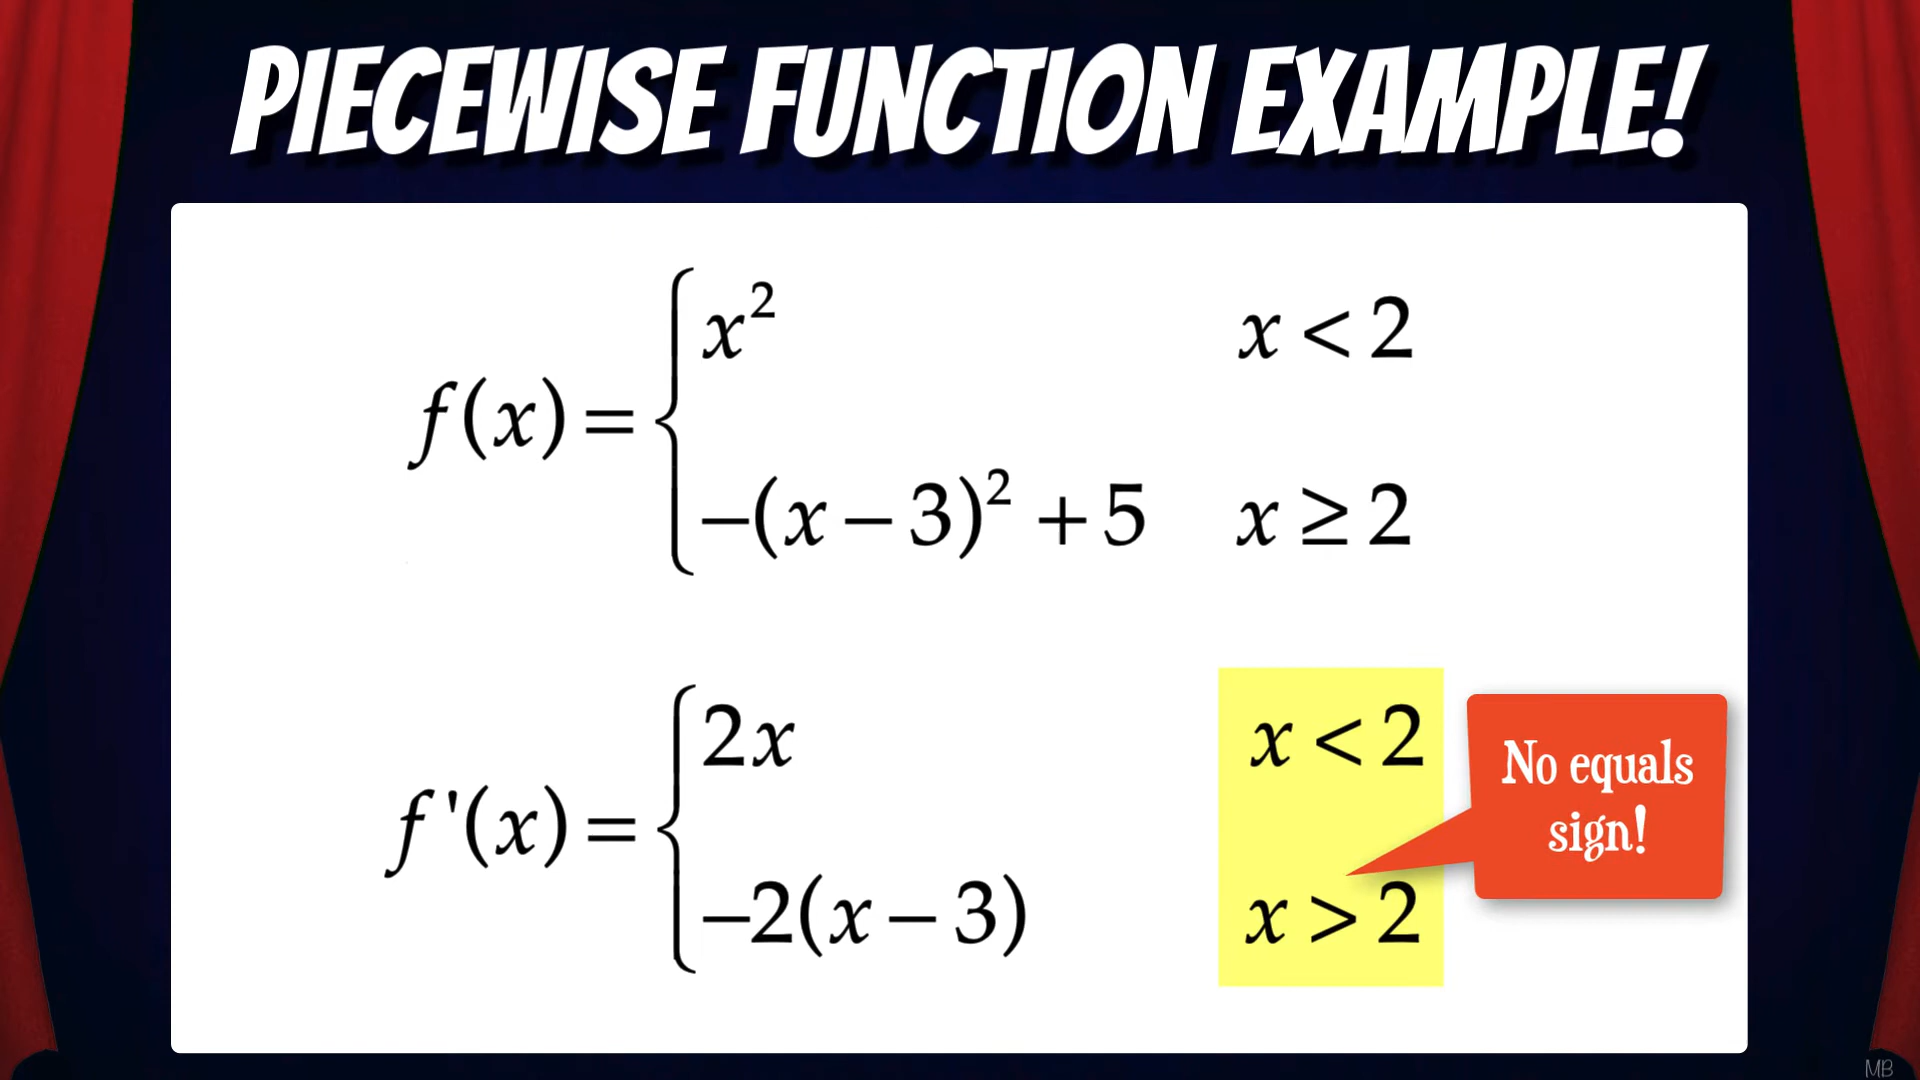 PIECEWISE FUNCTION EXAMPLE!
x² x < 2
f(x) =
-(x - 3)² + 5 x ≥ 2
2x x < 2
No equals
sign!
f'(x) =
-2(x - 3) x > 2
MB